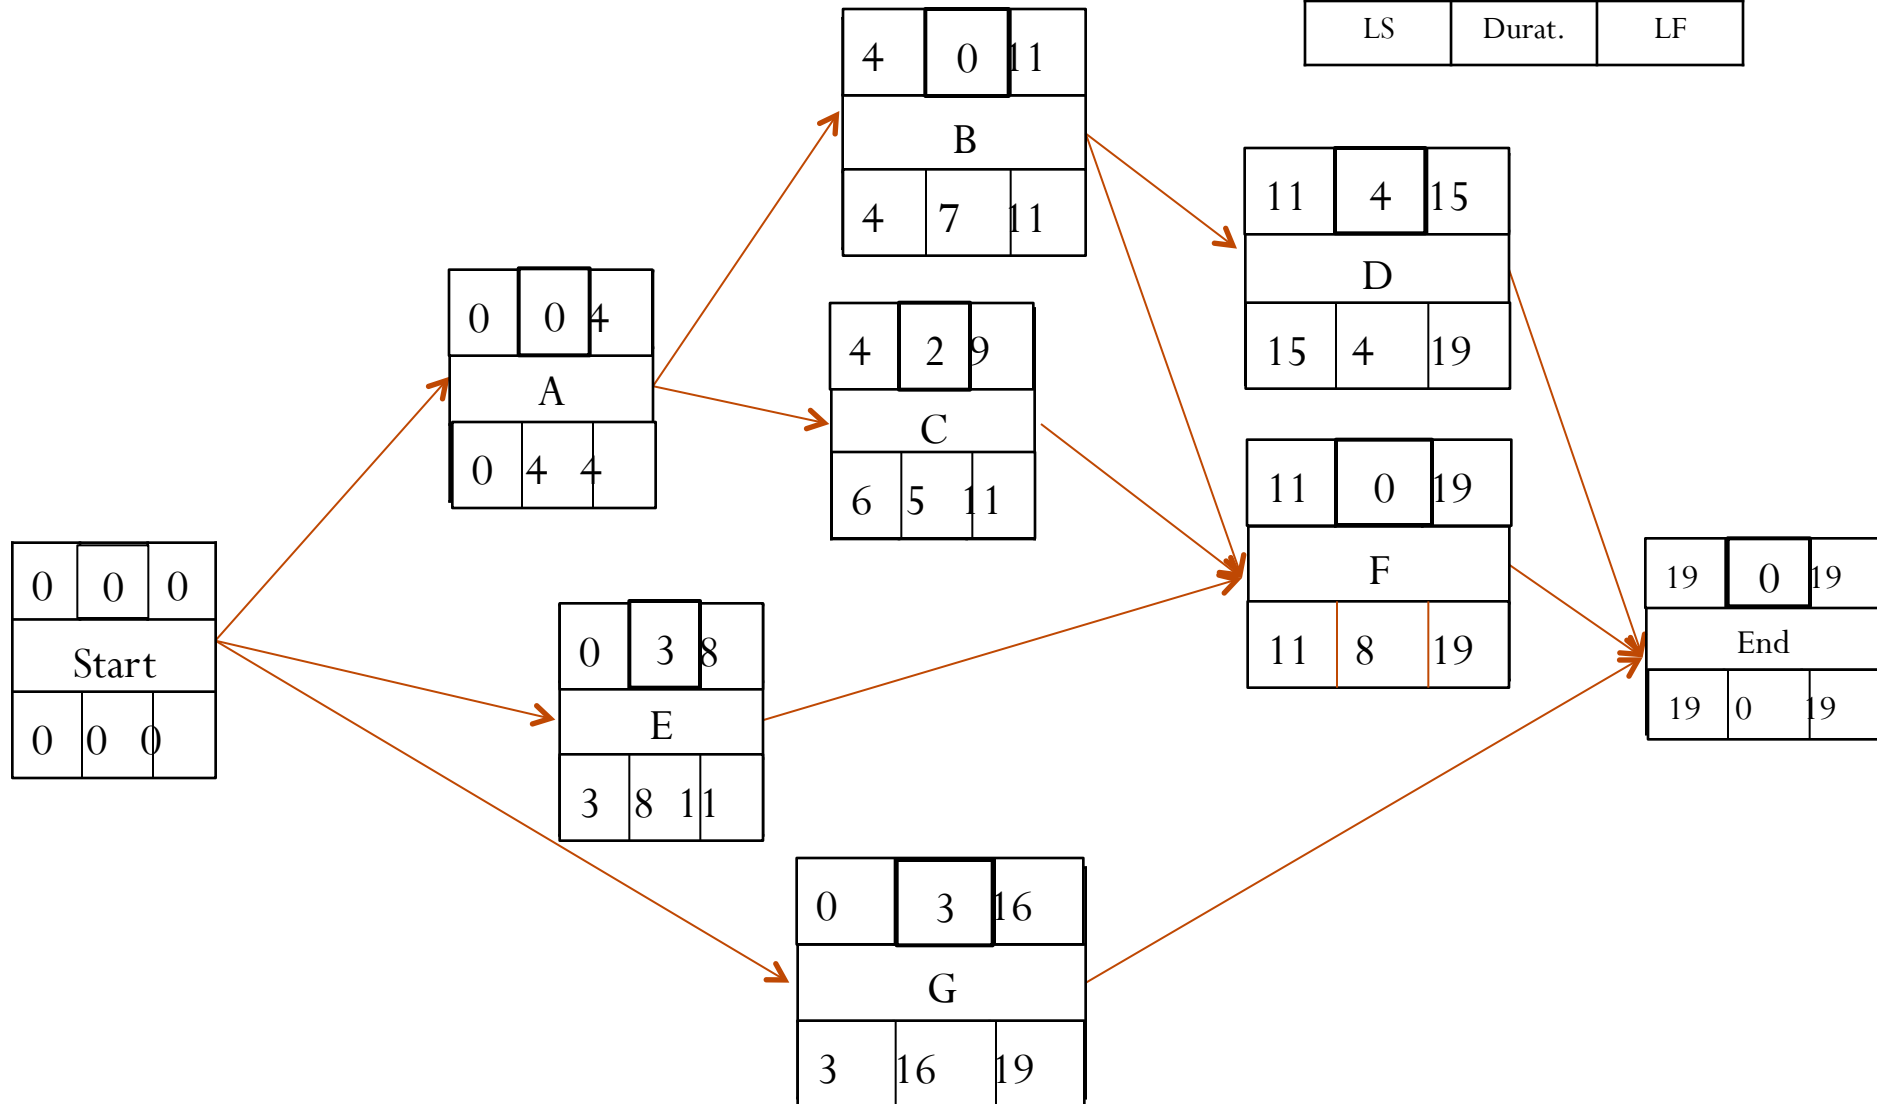 LS Durat. LF
4 0 11
B
4 7 11
11 4 15
D
15 4 19
0 0 4
A
0 4 4
4 2 9
C
6 5 11
11 0 19
F
11 8 19
0 0 0
Start
0 0 0
0 3 8
E
3 8 11
19 0 19
End
19 0 19
0 3 16
G
3 16 19